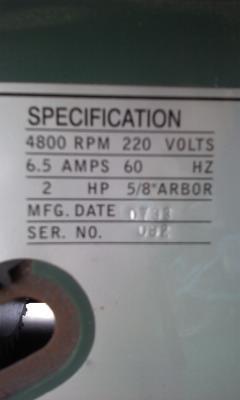 SPECIFICATION
4800 RPM 220 VOLTS
6.5 AMPS 60 HZ
2 HP 5/8" ARBOR
MFG. DATE
SER. NO. 082